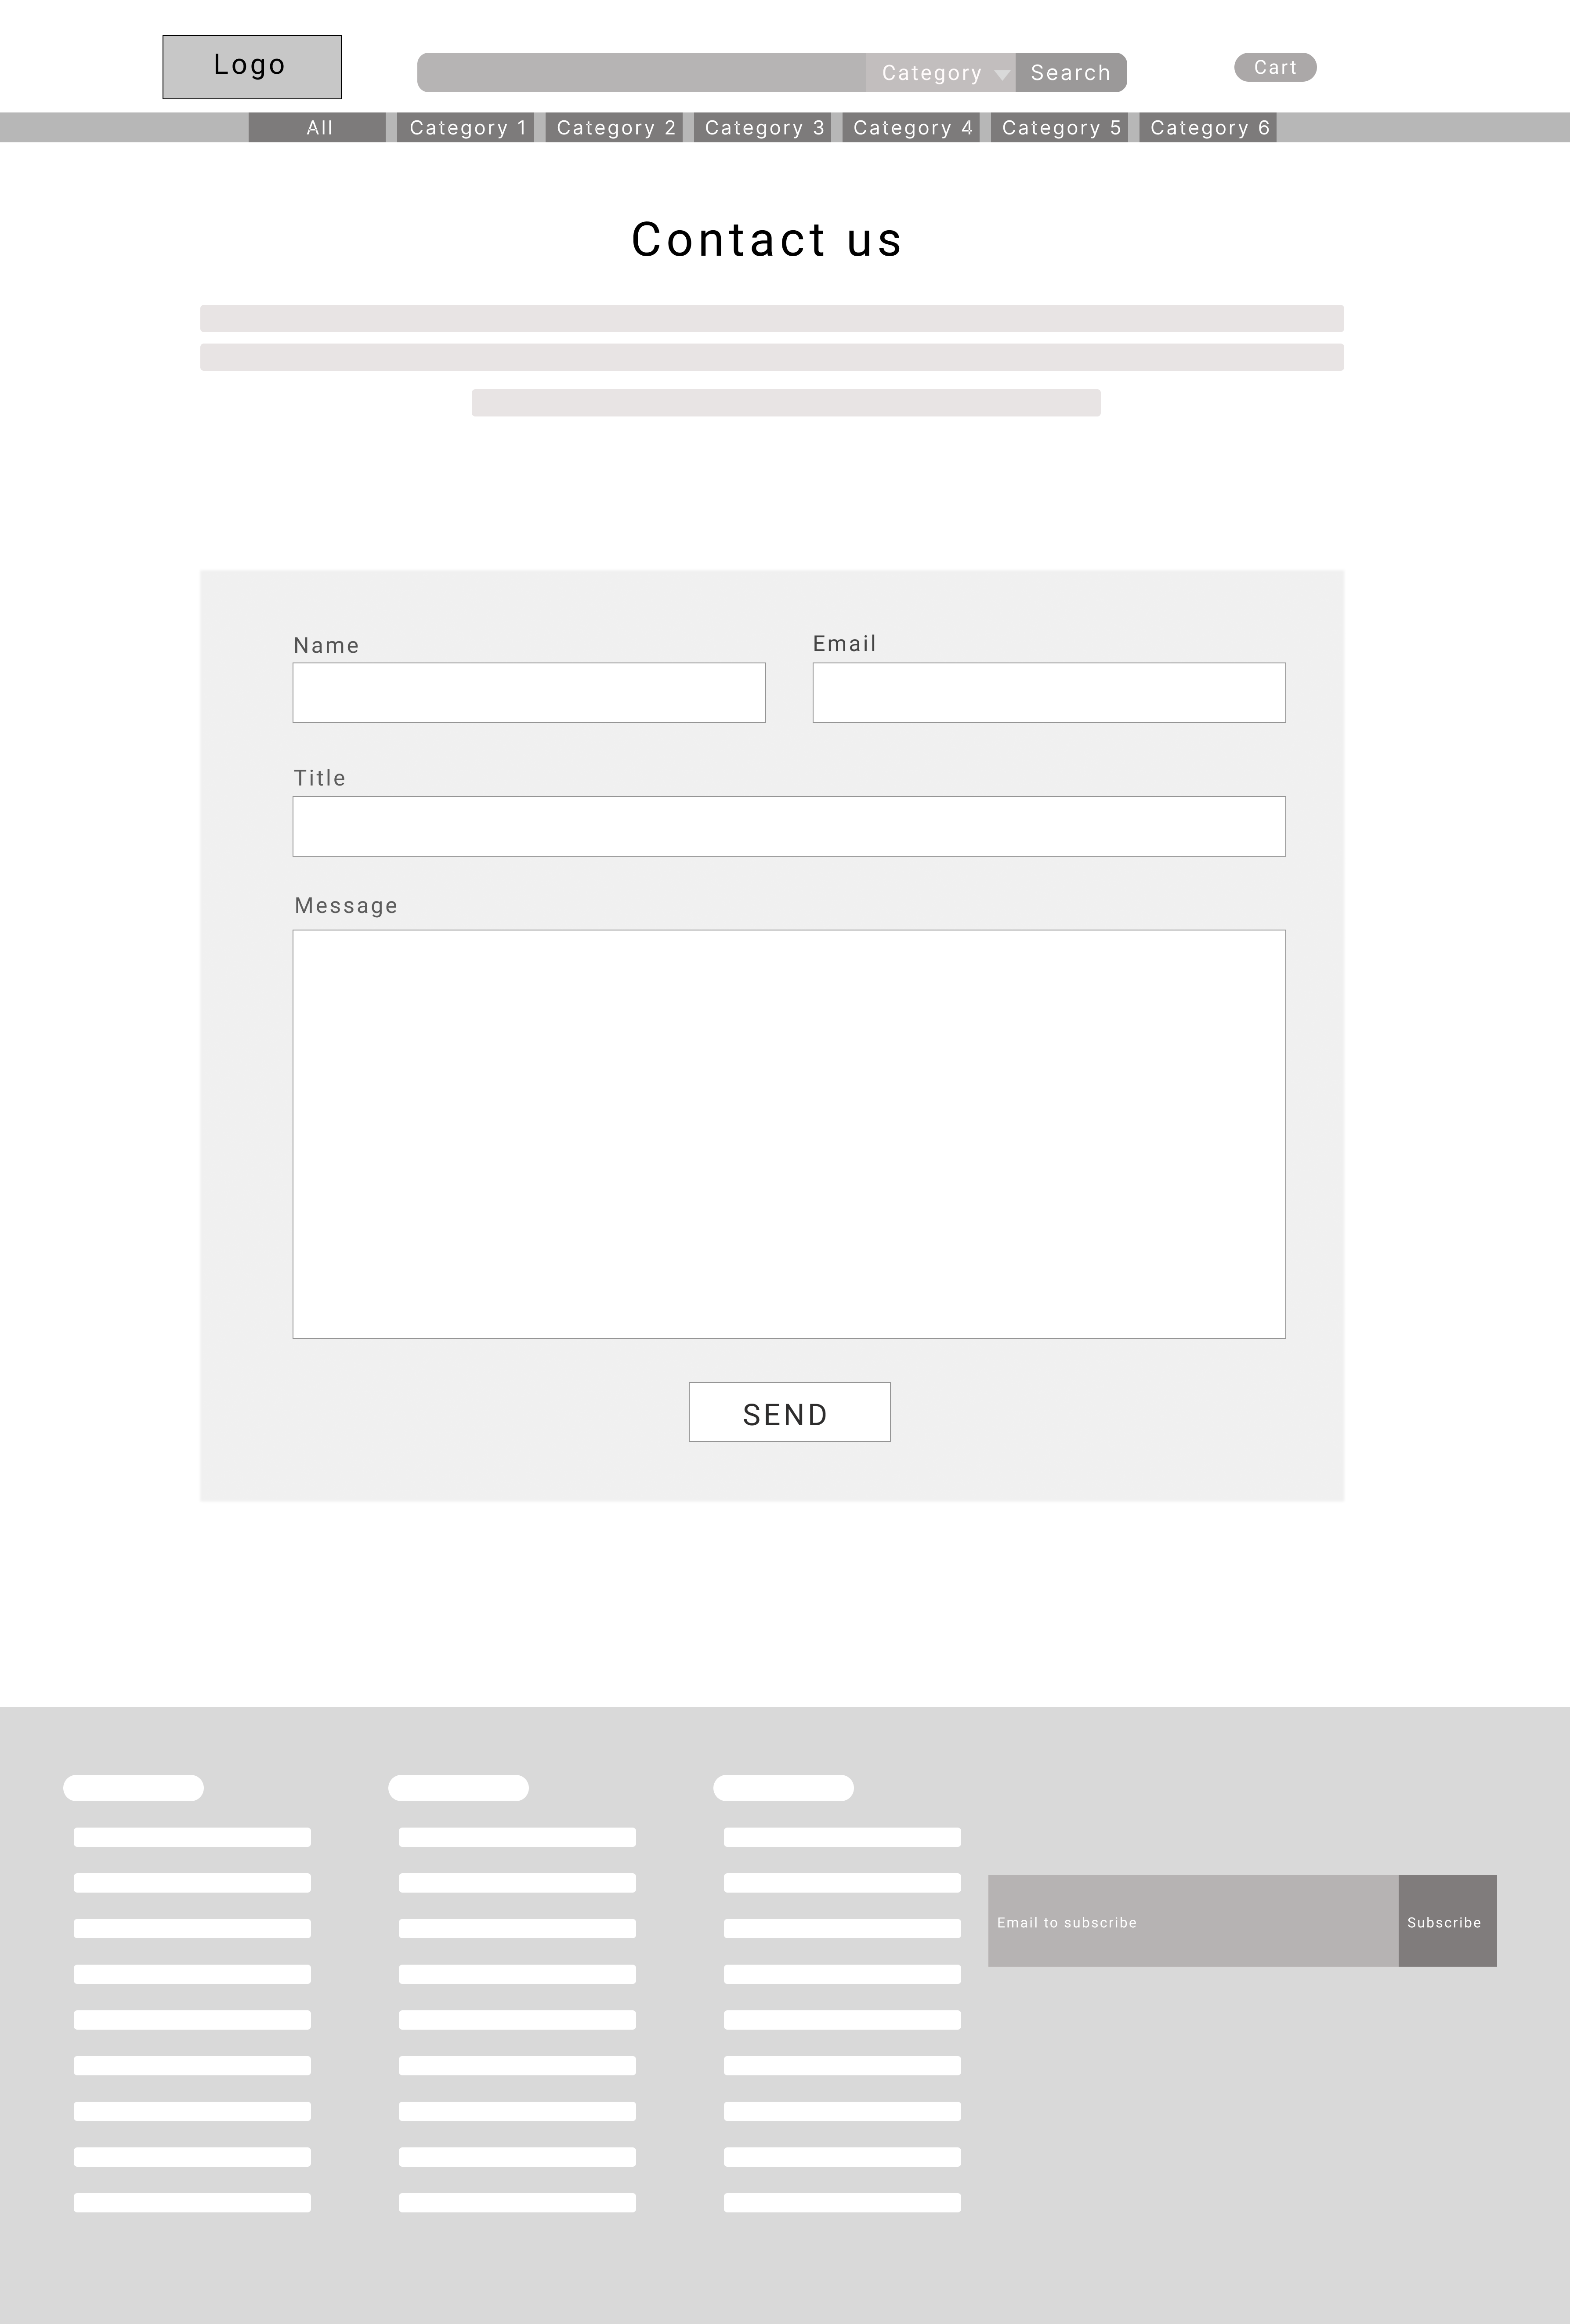 Logo
Category Search
Cart
All Category 1 Category 2 Category 3 Category 4 Category 5 Category 6
Contact us
Name Email
Title
Message
SEND
Email to subscribe Subscribe